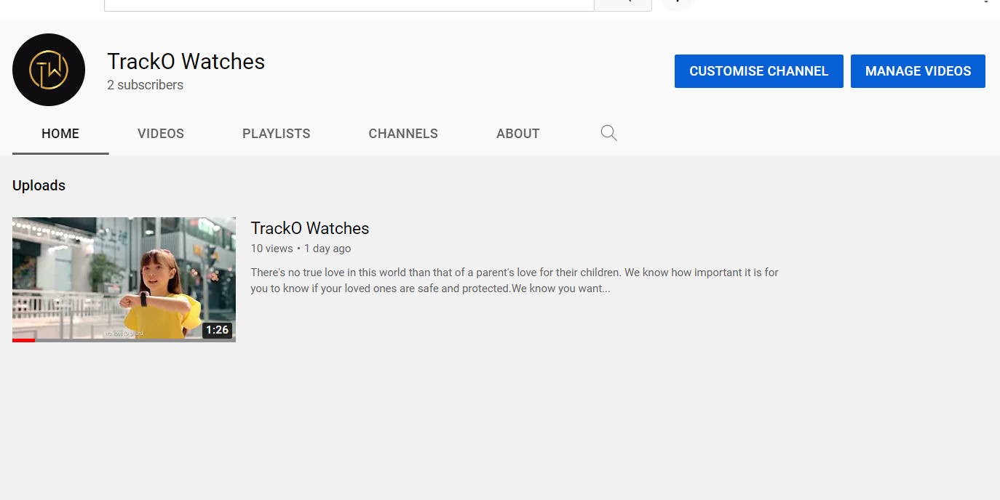 TW
TrackO Watches
2 subscribers
CUSTOMISE CHANNEL
MANAGE VIDEOS
HOME
VIDEOS
PLAYLISTS
CHANNELS
ABOUT
Uploads
1:26
TrackO Watches
10 views • 1 day ago
There's no true love in this world than that of a parent's love for their children. We know how important it is for
you to know if your loved ones are safe and protected.We know you want...